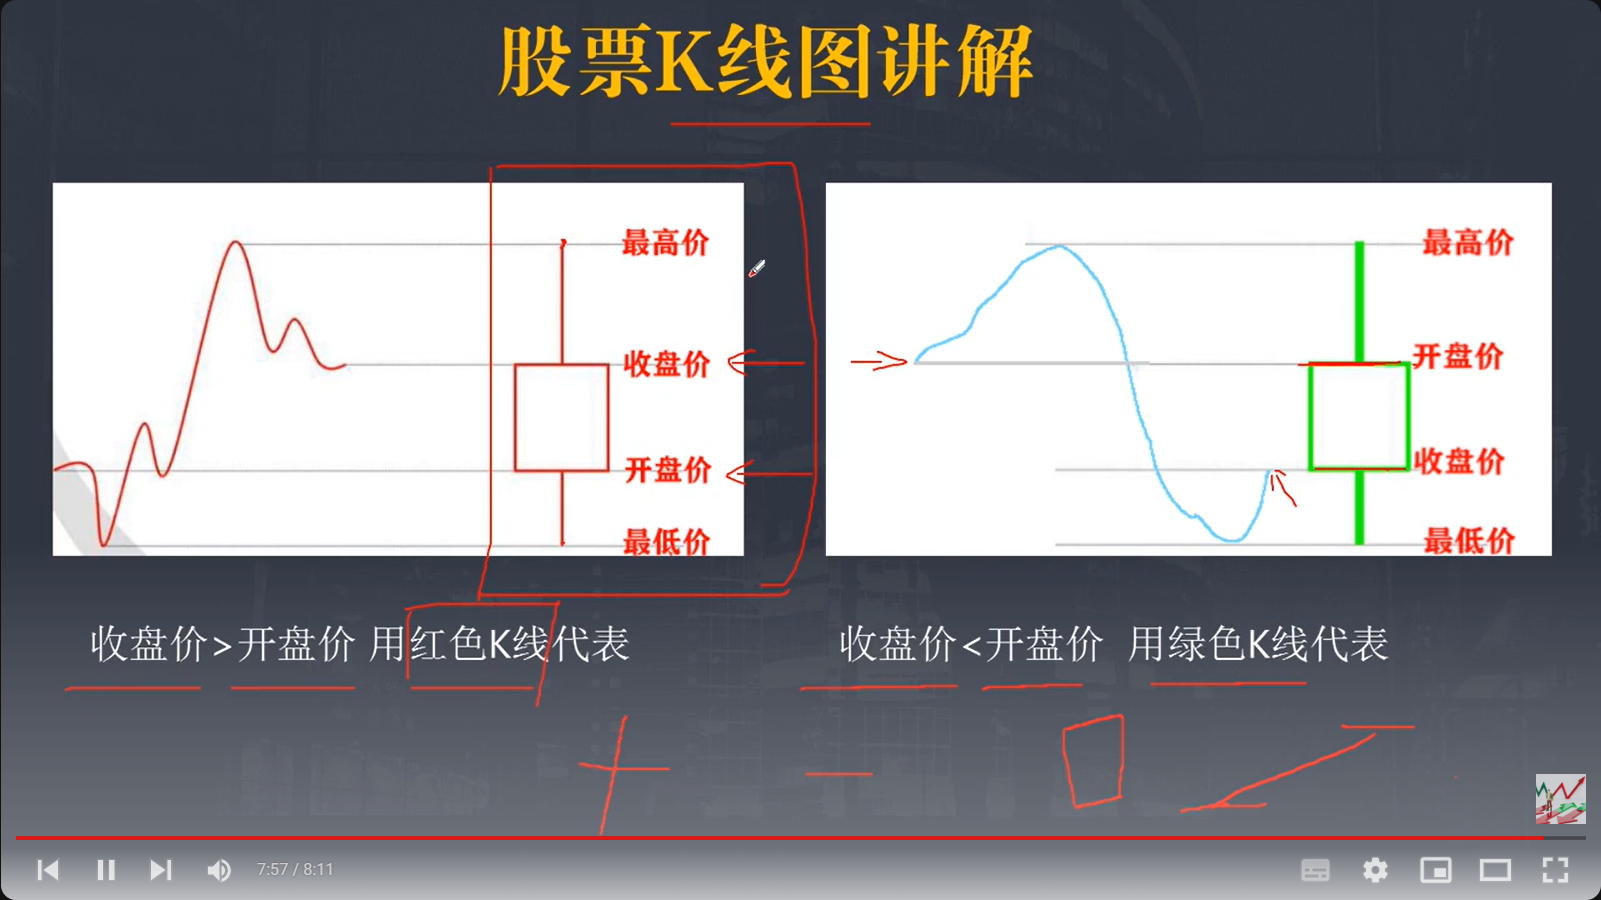 股票K线图讲解
最高价
收盘价
开盘价
最低价
最高价
开盘价
收盘价
最低价
收盘价>开盘价 用红色K线代表
收盘价<开盘价 用绿色K线代表
7:57 / 8:11